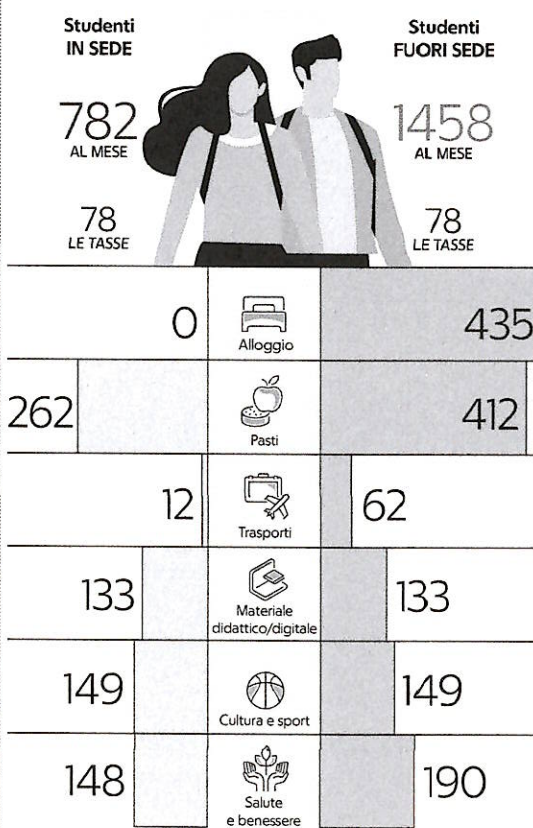 Studenti
IN SEDE
782
AL MESE
78
LE TASSE
Studenti
FUORI SEDE
1458
AL MESE
78
LE TASSE
0
Alloggio
435
262
Pasti
412
12
Trasporti
62
133
Materiale
didattico/digitale
133
149
Cultura e sport
149
148
Salute
e benessere
190